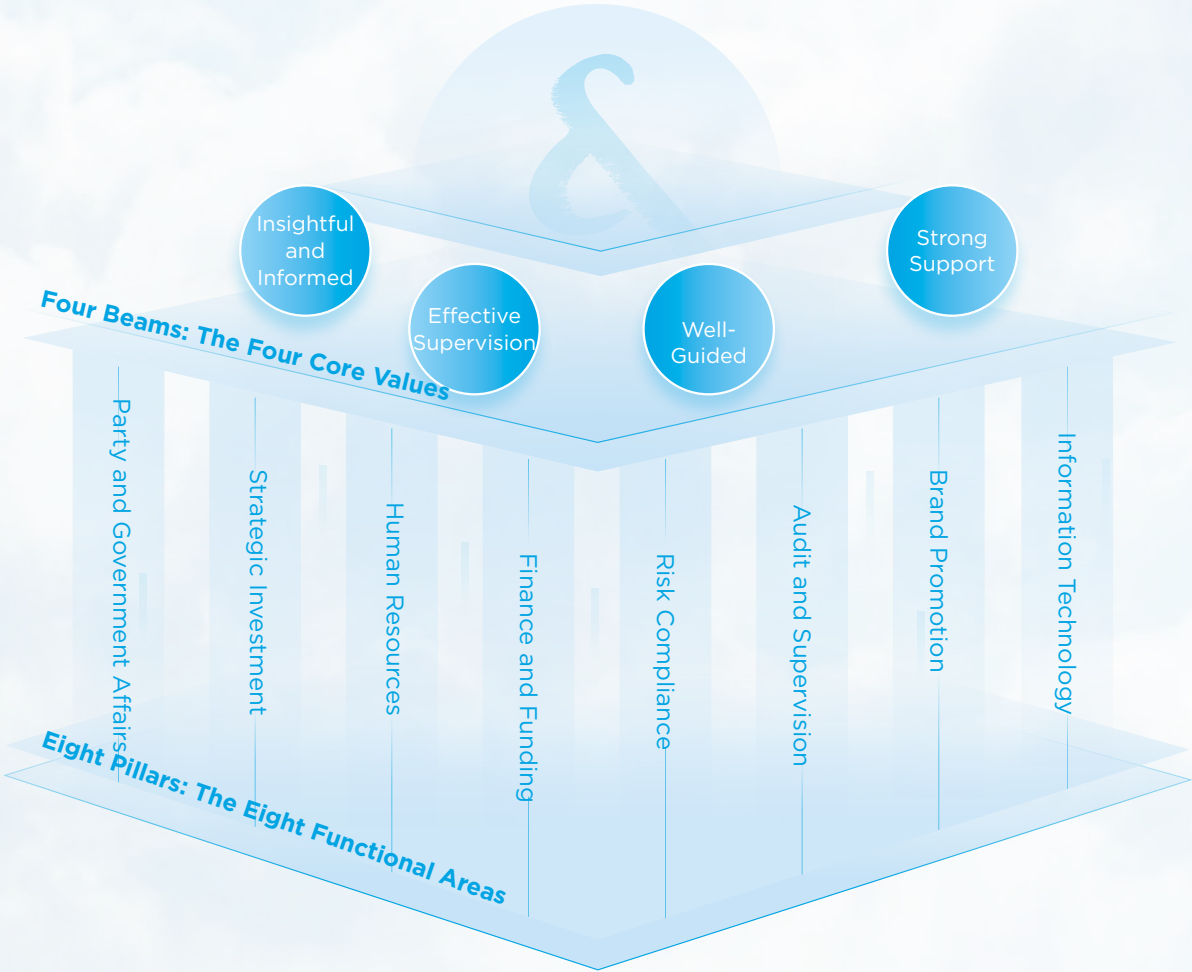 &
Insightful
and
Informed
Effective
Supervision
Well-
Guided
Strong
Support
Four Beams: The Four Core Values
Party and Government Affairs
Strategic Investment
Human Resources
Finance and Funding
Risk Compliance
Audit and Supervision
Brand Promotion
Information Technology
Eight Pillars: The Eight Functional Areas